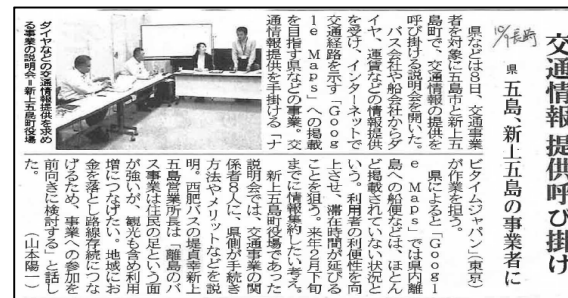 10/9 長崎
交通情報 提供呼び掛け
県 五島、新上五島の事業者に
県などは8日、交通事業
者を対象に五島市と新上五
島町で、交通情報の提供を
呼び掛ける説明会を開いた。
バス会社や船会社からダ
イヤ、運賃などの情報提供
を受け、インターネットで
交通経路を示す「Goog
le Maps」への掲載
を目指す県などの事業。交
通情報提供を手掛ける「ナ
ビタイムジャパン」(東京)
が作業を担う。
県によると「Googl
e Maps」では県内離
島への船便などは、ほとん
ど掲載されていない状況と
いう。利用者の利便性を向
上させ、滞在時間が延びる
ことを狙う。来年2月下旬
までに情報集約したい考え。
新上五島町役場であった
説明会では、交通事業の関
係者8人に、県側が手続き
方法やメリットなどを説
明。西肥バスの堤貞幸新上
五島営業所長は「離島のバ
ス事業は住民の足という面
が強いが、観光も含め利用
増につなげたい。地域にお
金を落とし路線存続につな
げるため、事業への参加を
前向きに検討する」と話し
た。 (山本陽一)
ダイヤなどの交通情報提供を求め
る事業の説明会=新上五島町役場